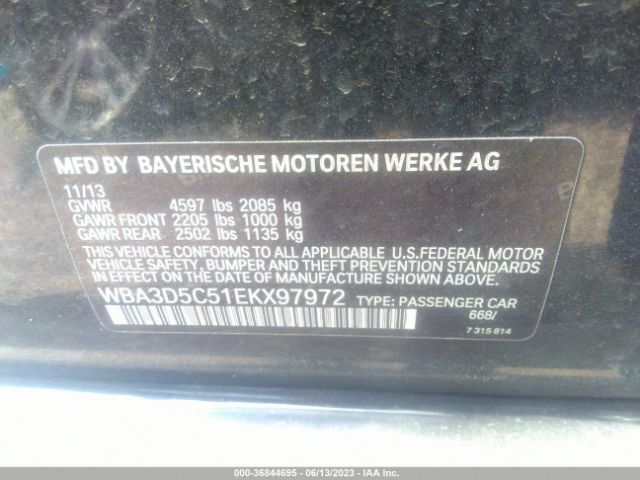 MFD BY BAYERISCHE MOTOREN WERKE AG
11/13
GVWR 4597 lbs 2085 kg
GAWR FRONT 2205 lbs 1000 kg
GAWR REAR 2502 lbs 1135 kg
THIS VEHICLE CONFORMS TO ALL APPLICABLE U.S.FEDERAL MOTOR
VEHICLE SAFETY, BUMPER AND THEFT PREVENTION STANDARDS IN
EFFECT ON THE DATE OF MANUFACTURE SHOWN ABOVE.
WBA3D5C51EKX97972 TYPE: PASSENGER CAR
668/
7 315 814
000-36844695 - 06/13/2023 - IAA Inc.